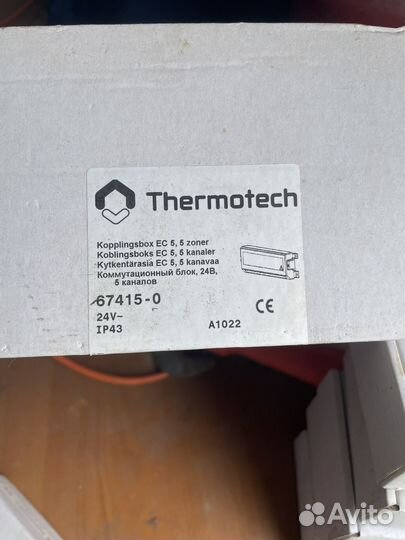 Thermotech
Kopplingsbox EC 5, 5 zoner
Koblingsboks EC 5, 5 kanaler
Kytkentärasia EC 5, 5 kanavaa
Коммутационный блок, 24В,
5 каналов
67415-0
24V~
IP43
A1022
CE
Avito